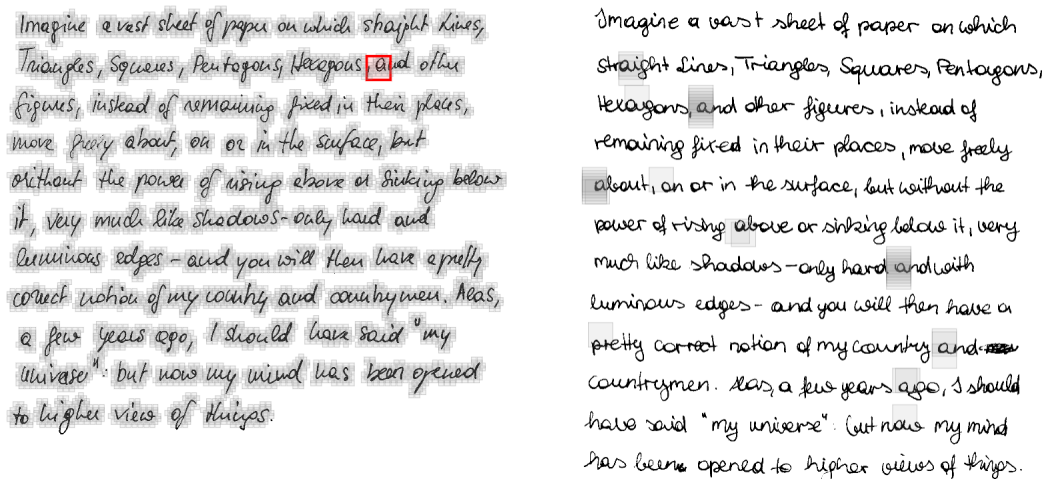 Imagine a vast sheet of paper on which straight Lines,
Triangles, Squares, Pentagons, Hexagons, and other
figures, instead of remaining fixed in their places,
move freely about, on or in the surface, but
without the power of rising above or sinking below
it, very much like shadows - only hard and
luminous edges - and you will then have a pretty
correct notion of my country and countrymen. Alas,
a few years ago, I should have said "my
universe": but now my mind has been opened
to higher view of things.
Imagine a vast sheet of paper on which
straight Lines, Triangles, Squares, Pentagons,
Hexagons, and other figures, instead of
remaining fixed in their places, move freely
about, on or in the surface, but without the
power of rising above or sinking below it, very
much like shadows - only hard and with
luminous edges - and you will then have a
pretty correct notion of my country and
countrymen. Alas, a few years ago, I should
have said "my universe": but now my mind
has been opened to higher views of things.